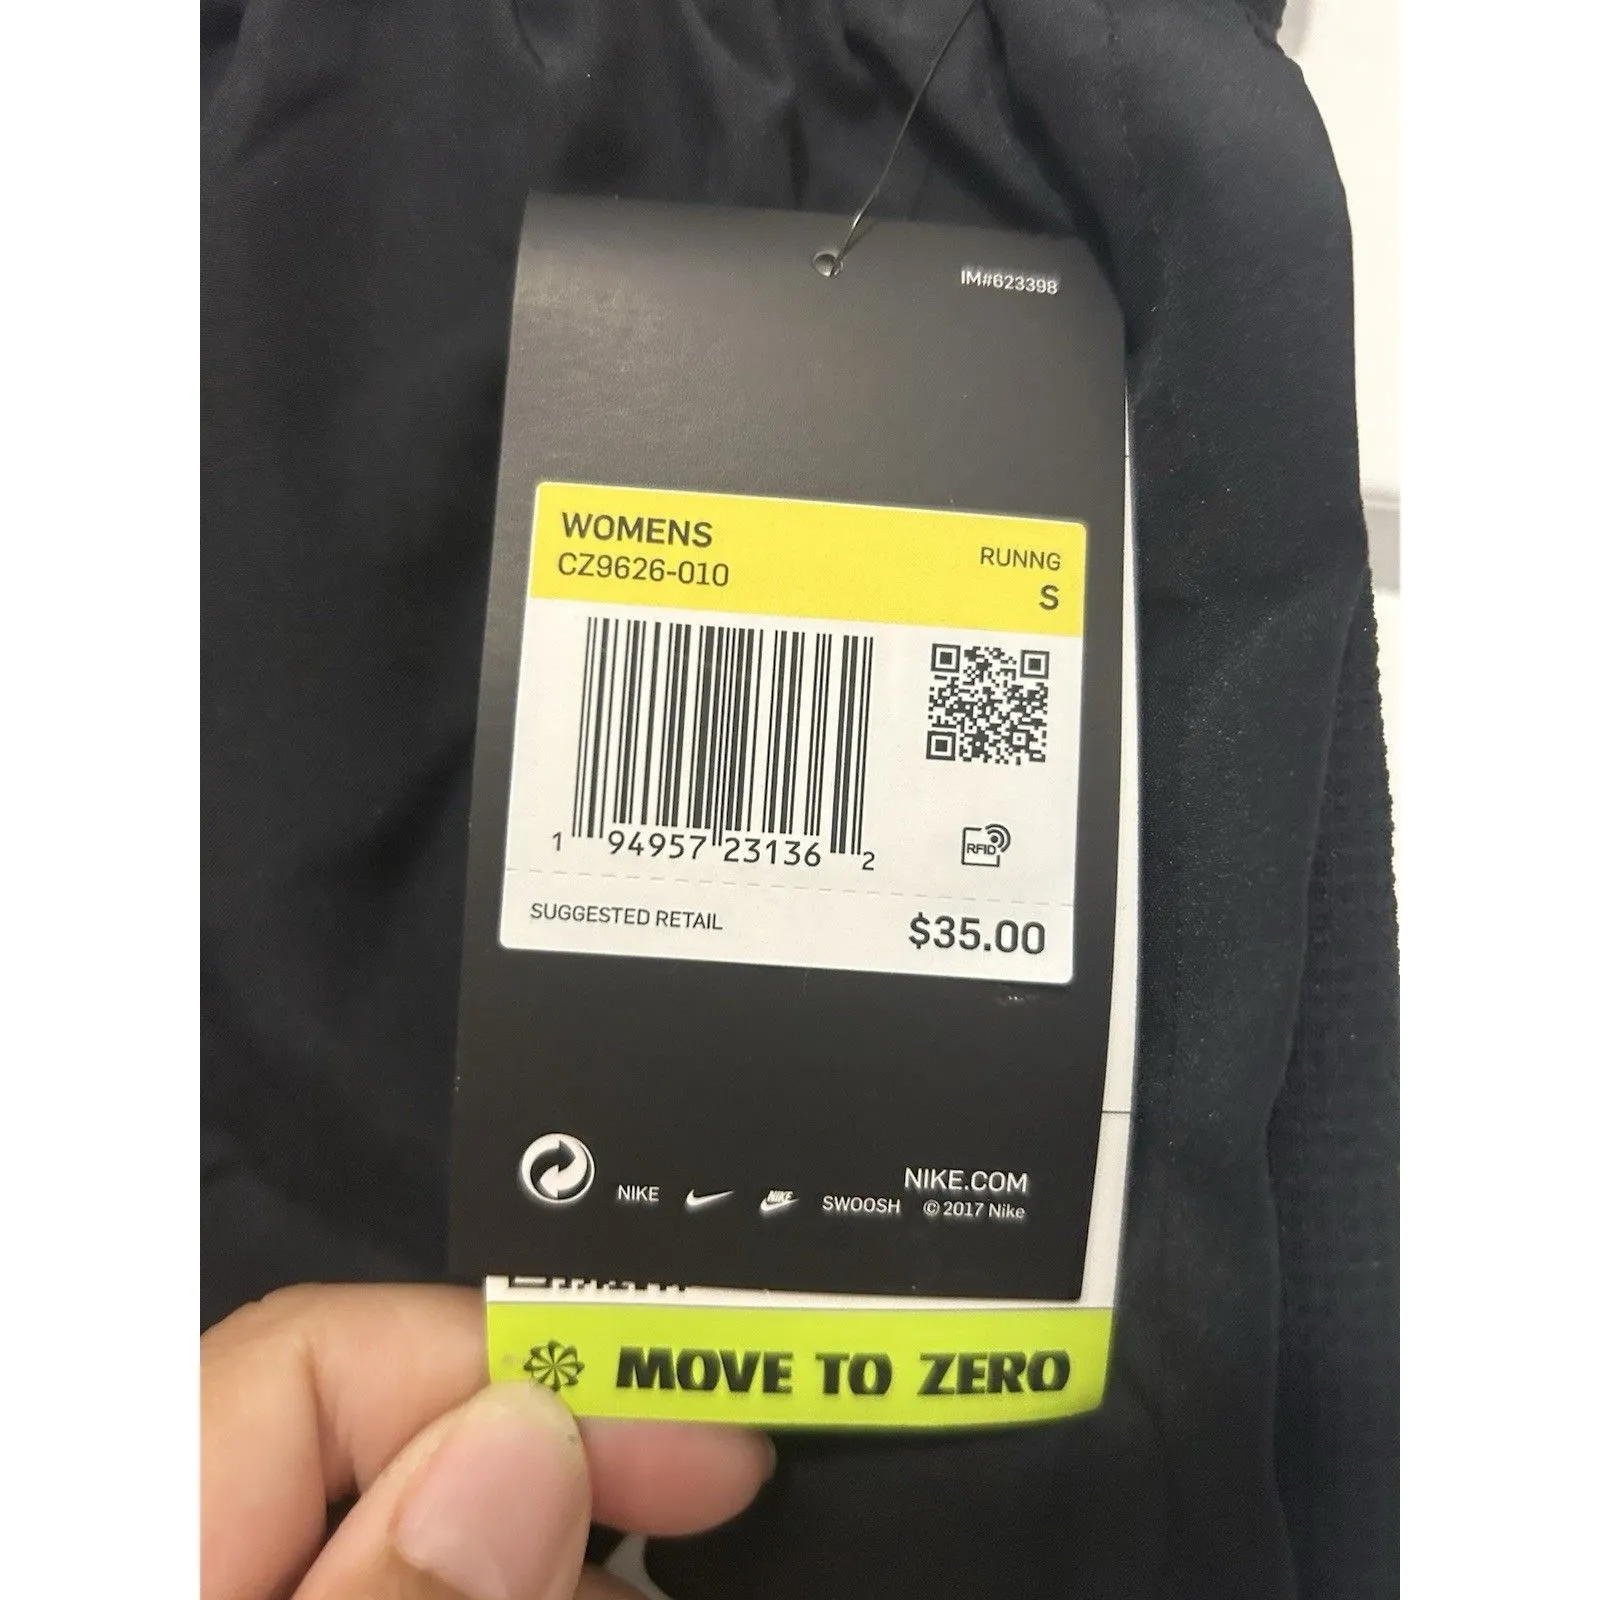 IM#623398
WOMENS
CZ9626-010
RUNNG
S
1 94957 23136 2
RFID
SUGGESTED RETAIL
$35.00
NIKE
NIKE
SWOOSH
NIKE.COM
© 2017 Nike
MOVE TO ZERO